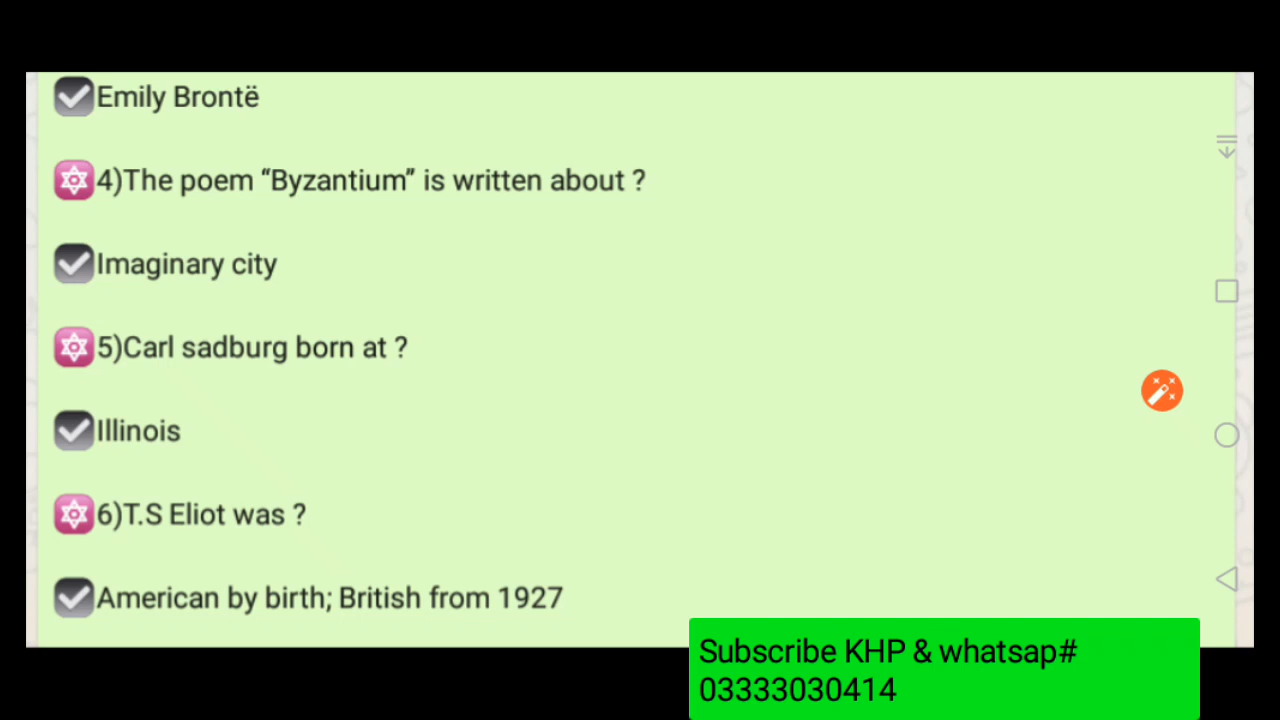 Emily Brontë
4)The poem “Byzantium” is written about ?
Imaginary city
5)Carl sadburg born at ?
Illinois
6)T.S Eliot was ?
American by birth; British from 1927
Subscribe KHP & whatsap#
03333030414